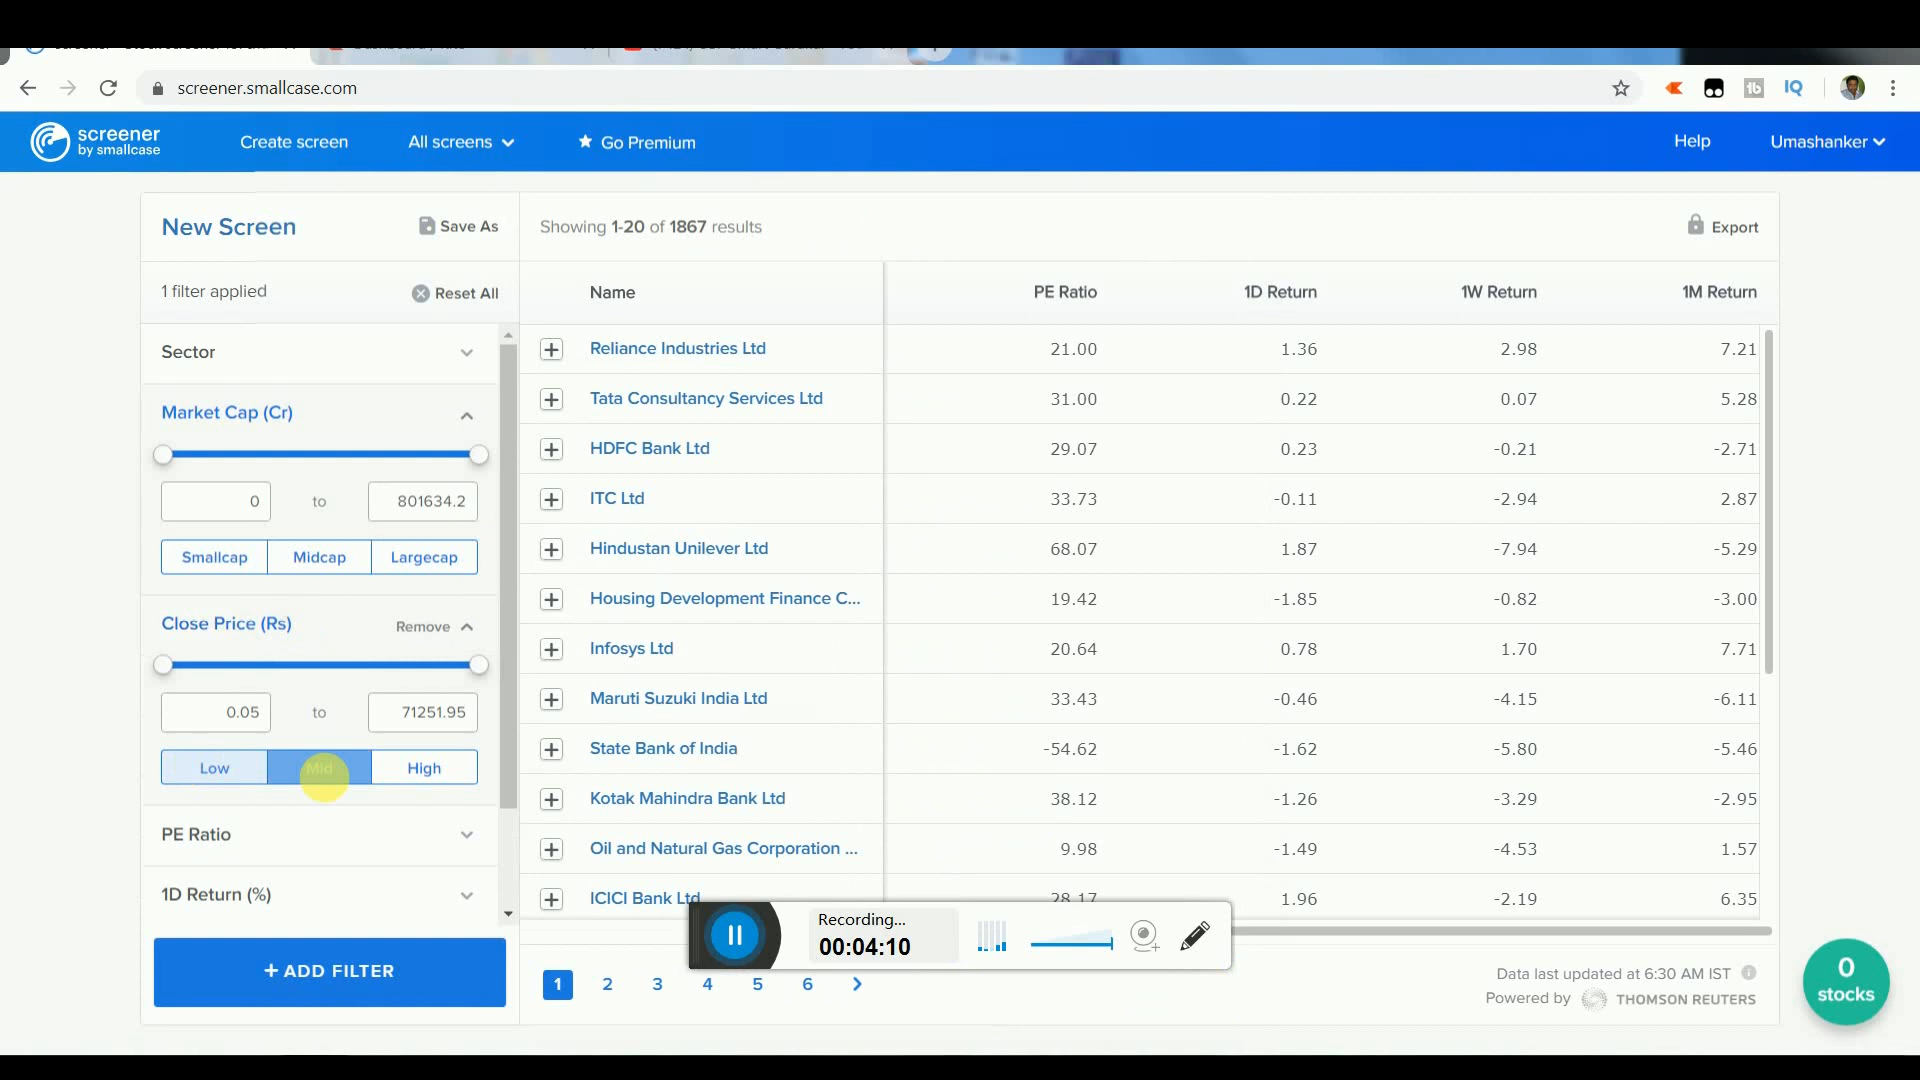 screener.smallcase.com
IQ
screener
by smallcase
Create screen
All screens
Go Premium
Help
Umashanker
New Screen
Save As
Showing 1-20 of 1867 results
Export
1 filter applied
Reset All
Name
PE Ratio
1D Return
1W Return
1M Return
Sector
Market Cap (Cr)
0 to 801634.2
Smallcap Midcap Largecap
Close Price (Rs)
Remove
0.05 to 71251.95
Low Mid High
PE Ratio
1D Return (%)
+ ADD FILTER
Reliance Industries Ltd 21.00 1.36 2.98 7.21
Tata Consultancy Services Ltd 31.00 0.22 0.07 5.28
HDFC Bank Ltd 29.07 0.23 -0.21 -2.71
ITC Ltd 33.73 -0.11 -2.94 2.87
Hindustan Unilever Ltd 68.07 1.87 -7.94 -5.29
Housing Development Finance C... 19.42 -1.85 -0.82 -3.00
Infosys Ltd 20.64 0.78 1.70 7.71
Maruti Suzuki India Ltd 33.43 -0.46 -4.15 -6.11
State Bank of India -54.62 -1.62 -5.80 -5.46
Kotak Mahindra Bank Ltd 38.12 -1.26 -3.29 -2.95
Oil and Natural Gas Corporation ... 9.98 -1.49 -4.53 1.57
ICICI Bank Ltd 28.17 1.96 -2.19 6.35
Recording...
00:04:10
1 2 3 4 5 6
Data last updated at 6:30 AM IST
Powered by THOMSON REUTERS
0
stocks